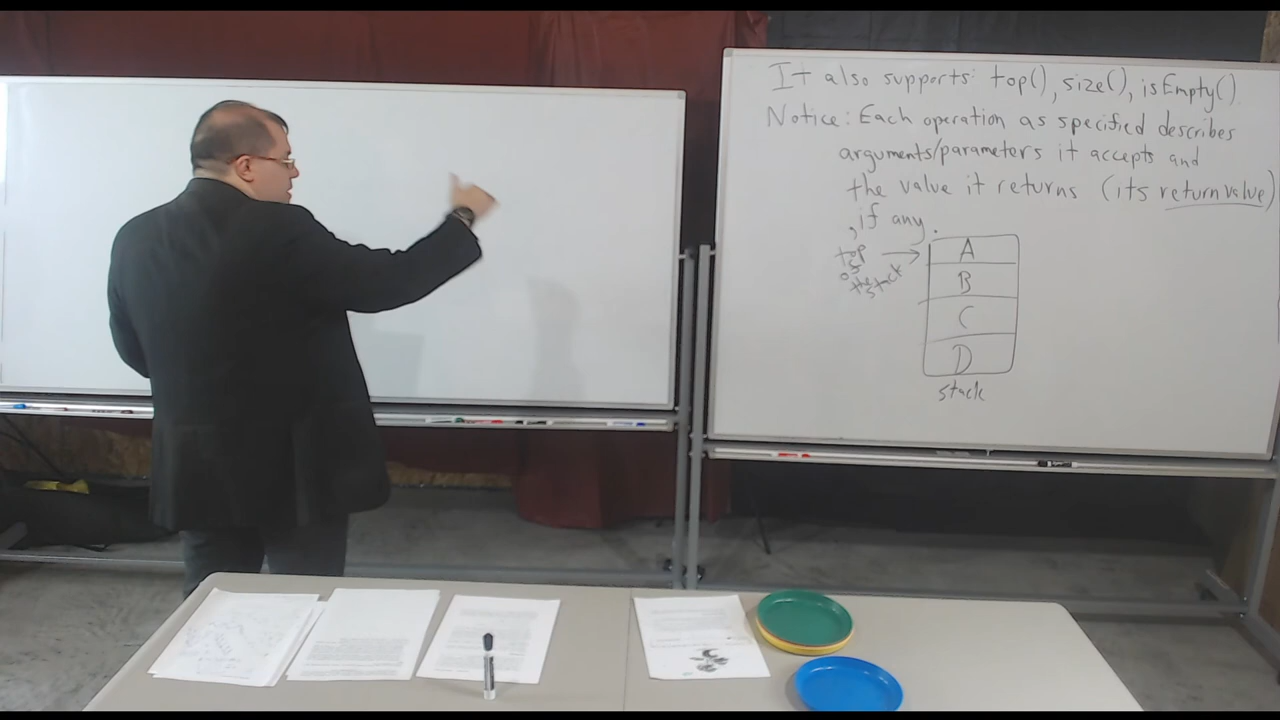 It also supports: top(), size(), isEmpty().
Notice: Each operation as specified describes
arguments/parameters it accepts and
the value it returns (its return value)
, if any.
top
of
the stack
A
B
C
D
stack